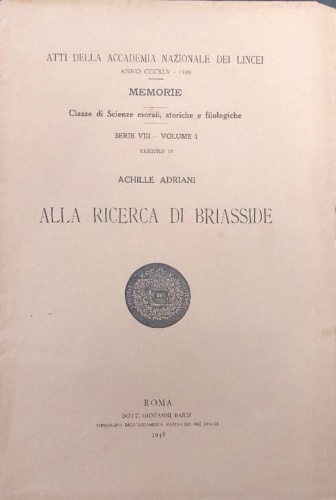 ATTI DELLA ACCADEMIA NAZIONALE DEI LINCEI
ANNO CCCXLV - 1948
MEMORIE
Classe di Scienze morali, storiche e filologiche
SERIE VIII - VOLUME I
FASCICOLO 10
ACHILLE ADRIANI
ALLA RICERCA DI BRIASSIDE
ROMA
DOTT. GIOVANNI BARDI
TIPOGRAFO DELL'ACCADEMIA NAZIONALE DEI LINCEI
1948